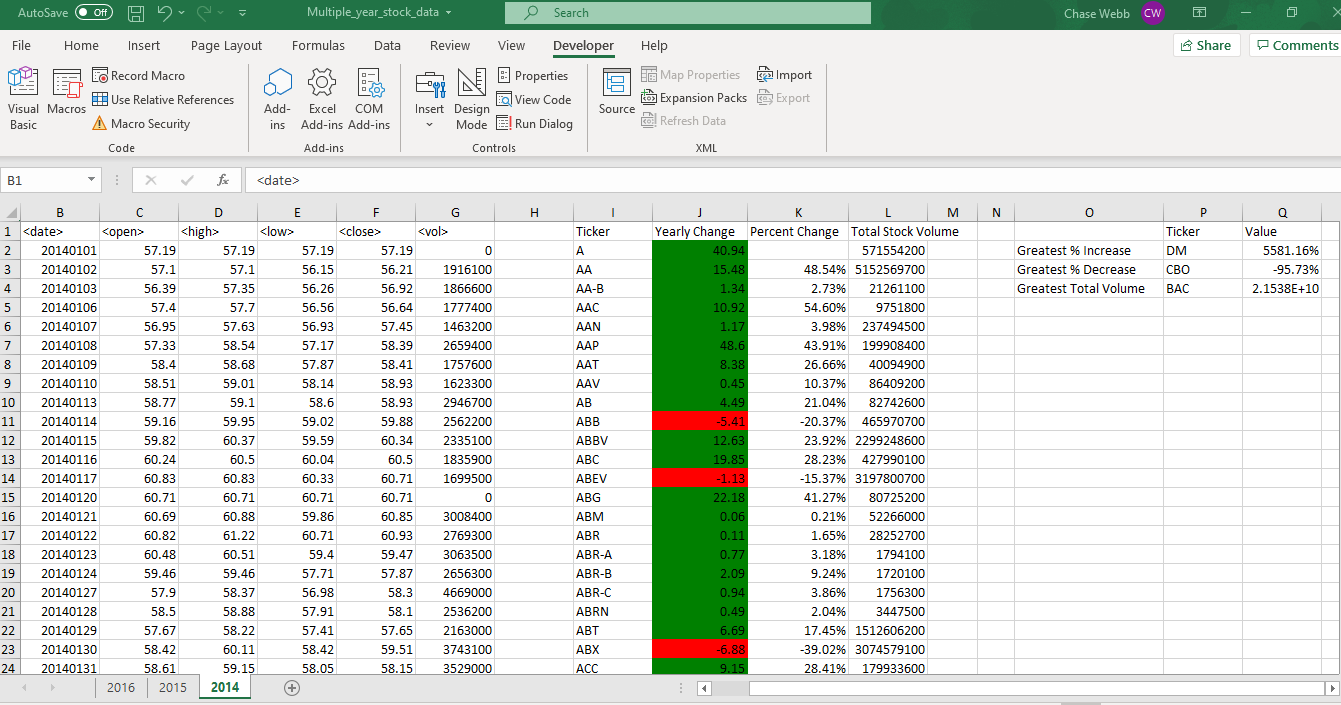 AutoSave Off Multiple_year_stock_data Search Chase Webb CW
File Home Insert Page Layout Formulas Data Review View Developer Help Share Comments
Visual Basic Macros Record Macro Use Relative References Macro Security Code
Add-ins Excel Add-ins COM Add-ins Add-ins
Insert Design Mode Properties View Code Run Dialog Controls
Source Map Properties Expansion Packs Refresh Data Import Export XML
B1 fx <date>
B C D E F G H I J K L M N O P Q
1 <date> <open> <high> <low> <close> <vol> Ticker Yearly Change Percent Change Total Stock Volume Ticker Value
2 20140101 57.19 57.19 57.19 57.19 0 A 40.94 571554200 Greatest % Increase DM 5581.16%
3 20140102 57.1 57.1 56.15 56.21 1916100 AA 15.48 48.54% 5152569700 Greatest % Decrease CBO -95.73%
4 20140103 56.39 57.35 56.26 56.92 1866600 AA-B 1.34 2.73% 21261100 Greatest Total Volume BAC 2.1538E+10
5 20140106 57.4 57.7 56.56 56.64 1777400 AAC 10.92 54.60% 9751800
6 20140107 56.95 57.63 56.93 57.45 1463200 AAN 1.17 3.98% 237494500
7 20140108 57.33 58.54 57.17 58.39 2659400 AAP 48.6 43.91% 199908400
8 20140109 58.4 58.68 57.87 58.41 1757600 AAT 8.38 26.66% 40094900
9 20140110 58.51 59.01 58.14 58.93 1623300 AAV 0.45 10.37% 86409200
10 20140113 58.77 59.1 58.6 58.93 2946700 AB 4.49 21.04% 82742600
11 20140114 59.16 59.95 59.02 59.88 2562200 ABB -5.41 -20.37% 465970700
12 20140115 59.82 60.37 59.59 60.34 2335100 ABBV 12.63 23.92% 2299248600
13 20140116 60.24 60.5 60.04 60.5 1835900 ABC 19.85 28.23% 427990100
14 20140117 60.83 60.83 60.33 60.71 1699500 ABEV -1.13 -15.37% 3197800700
15 20140120 60.71 60.71 60.71 60.71 0 ABG 22.18 41.27% 80725200
16 20140121 60.69 60.88 59.86 60.85 3008400 ABM 0.06 0.21% 52266000
17 20140122 60.82 61.22 60.71 60.93 2769300 ABR 0.11 1.65% 28252700
18 20140123 60.48 60.51 59.4 59.47 3063500 ABR-A 0.77 3.18% 1794100
19 20140124 59.46 59.46 57.71 57.87 2656300 ABR-B 2.09 9.24% 1720100
20 20140127 57.9 58.37 56.98 58.3 4669000 ABR-C 0.94 3.86% 1756300
21 20140128 58.5 58.88 57.91 58.1 2536200 ABRN 0.49 2.04% 3447500
22 20140129 57.67 58.22 57.41 57.65 2163000 ABT 6.69 17.45% 1512606200
23 20140130 58.42 60.11 58.42 59.51 3743100 ABX -6.88 -39.02% 3074579100
24 20140131 58.61 59.15 58.05 58.15 3529000 ACC 9.15 28.41% 179933600
2016 2015 2014